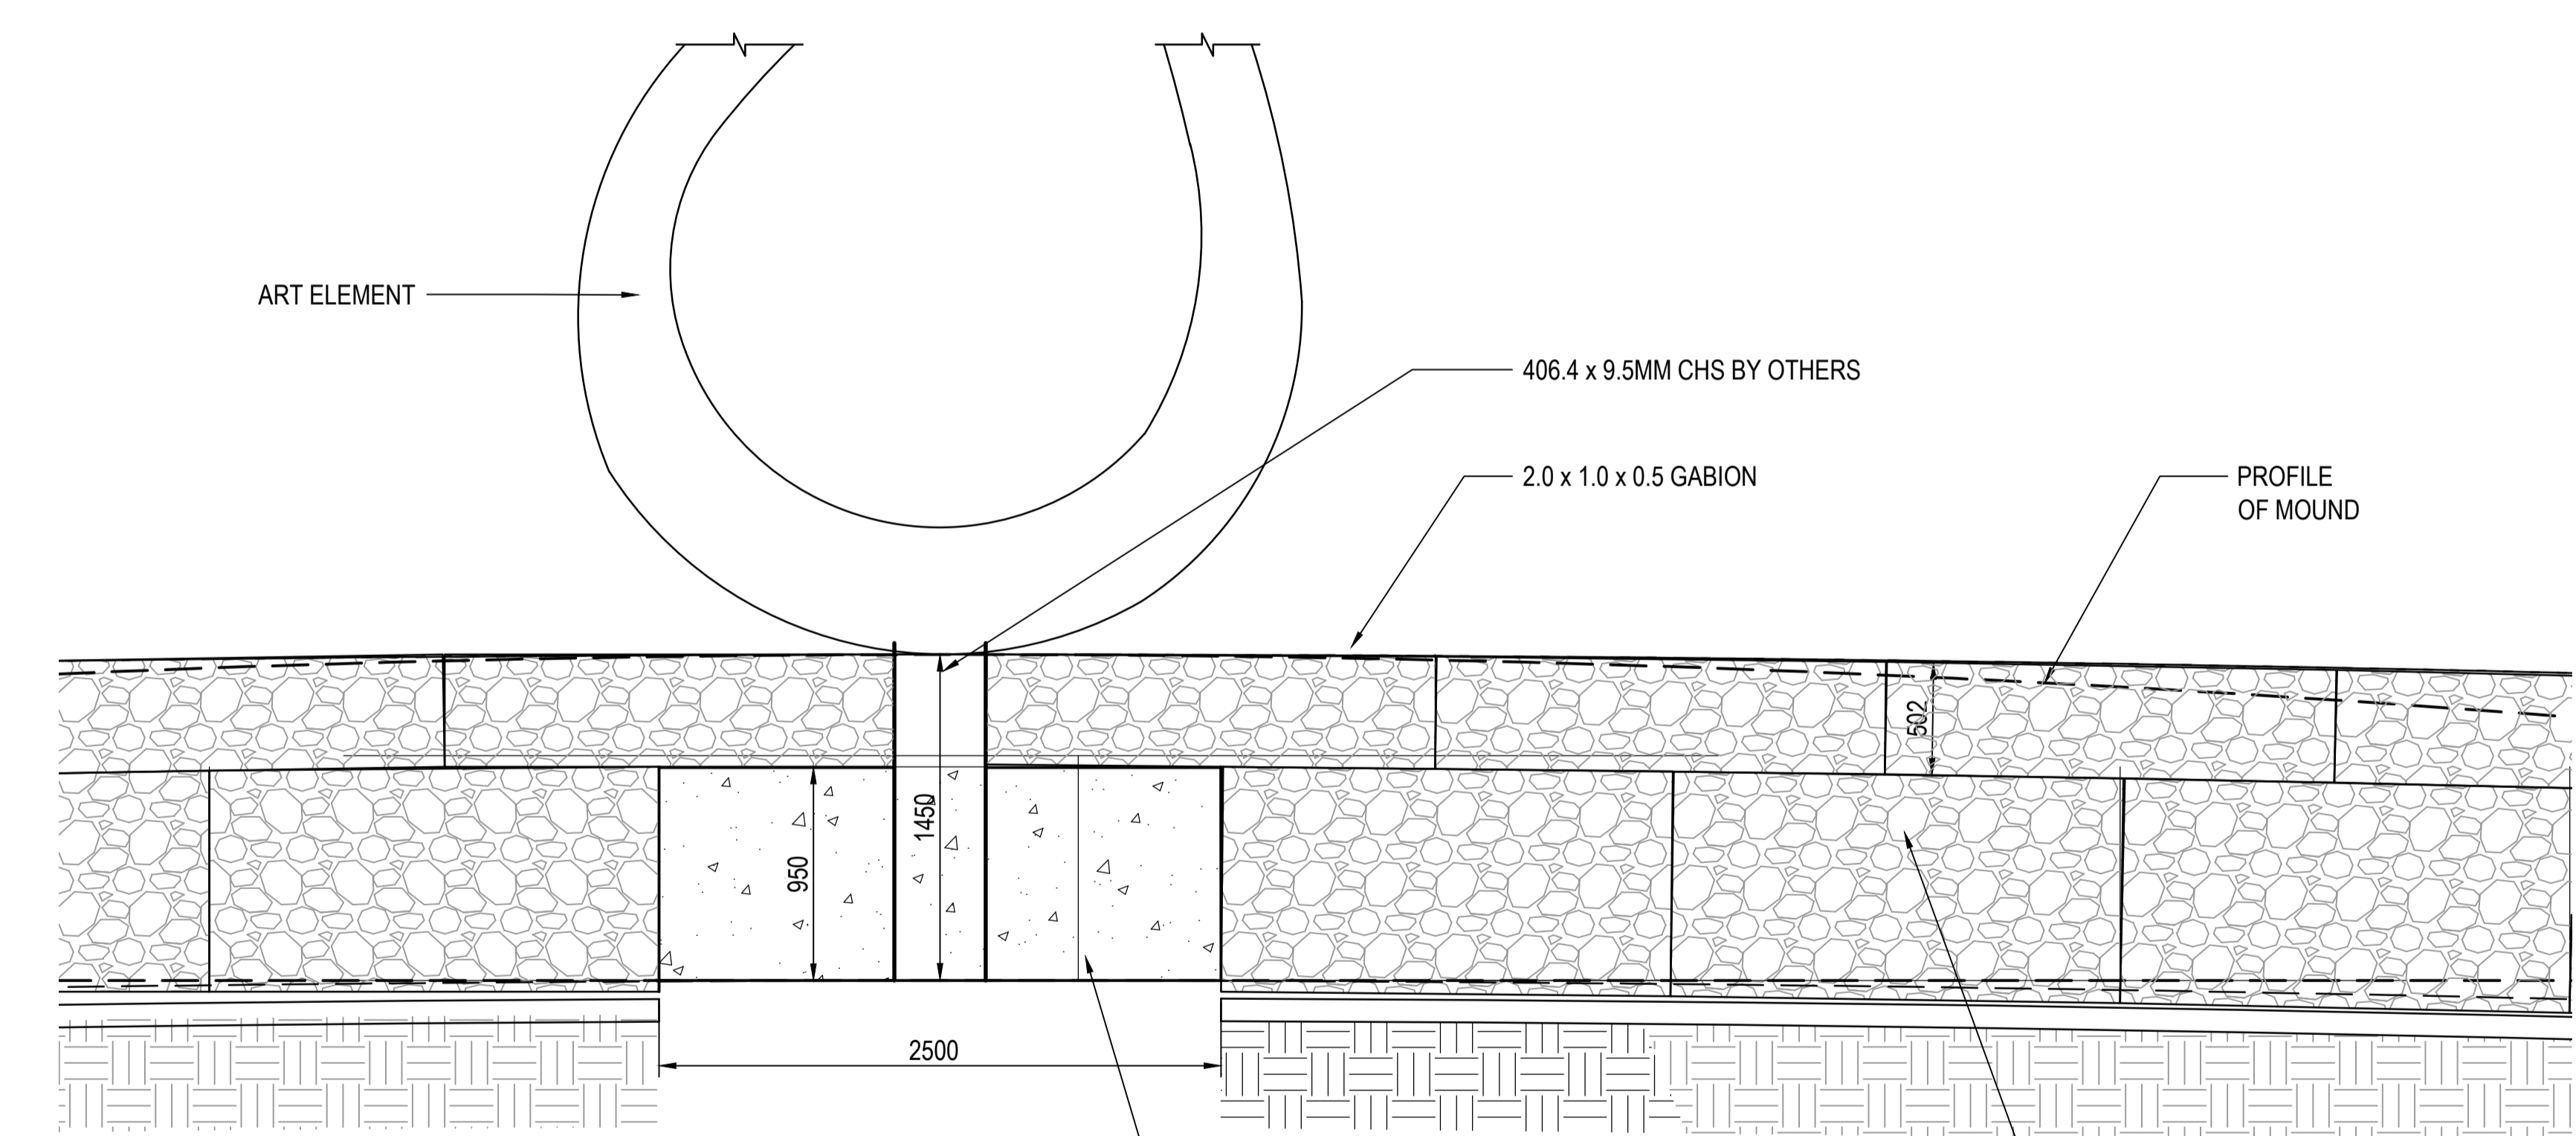 ART ELEMENT
406.4 x 9.5MM CHS BY OTHERS
2.0 x 1.0 x 0.5 GABION
PROFILE
OF MOUND
502
1450
950
2500